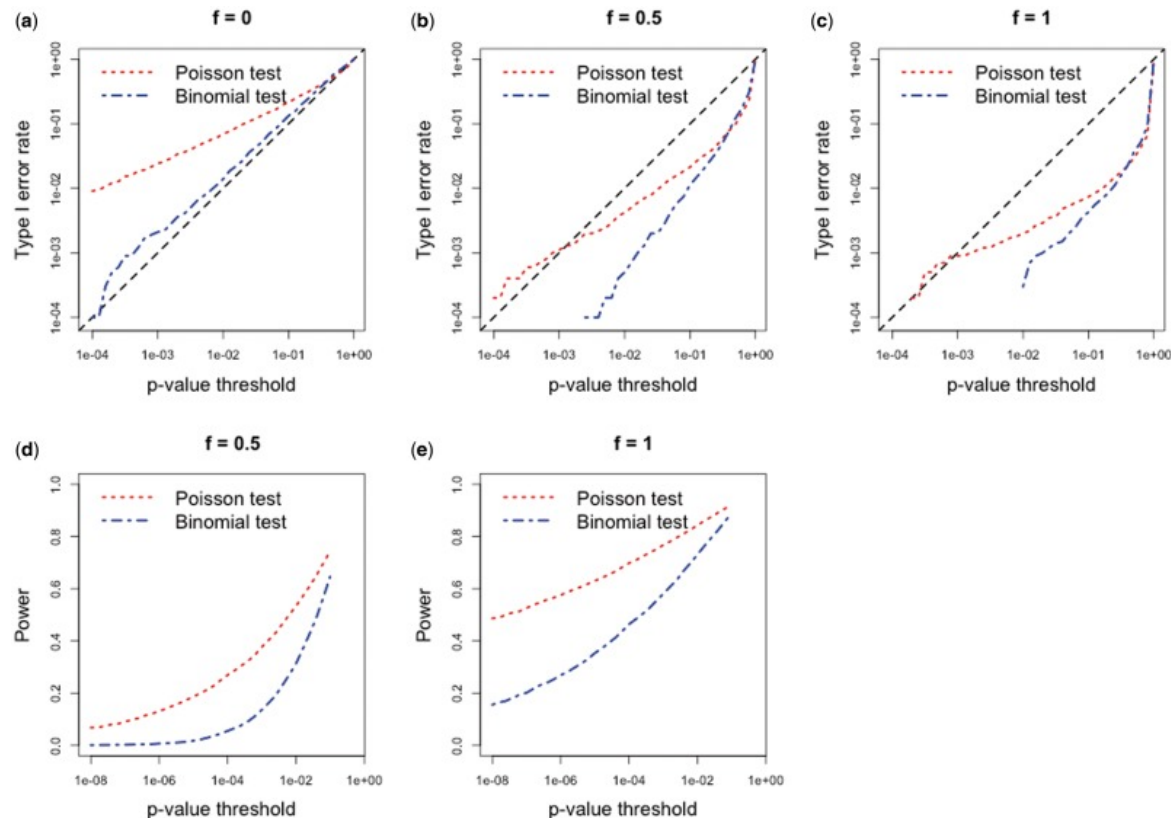 (a) f = 0
Poisson test
Binomial test
Type I error rate
1e+00
1e-01
1e-02
1e-03
1e-04
1e-04 1e-03 1e-02 1e-01 1e+00
p-value threshold
(b) f = 0.5
Poisson test
Binomial test
Type I error rate
1e+00
1e-01
1e-02
1e-03
1e-04
1e-04 1e-03 1e-02 1e-01 1e+00
p-value threshold
(c) f = 1
Poisson test
Binomial test
Type I error rate
1e+00
1e-01
1e-02
1e-03
1e-04
1e-04 1e-03 1e-02 1e-01 1e+00
p-value threshold
(d) f = 0.5
Poisson test
Binomial test
Power
1.0
0.8
0.6
0.4
0.2
0.0
1e-08 1e-06 1e-04 1e-02 1e+00
p-value threshold
(e) f = 1
Poisson test
Binomial test
Power
1.0
0.8
0.6
0.4
0.2
0.0
1e-08 1e-06 1e-04 1e-02 1e+00
p-value threshold